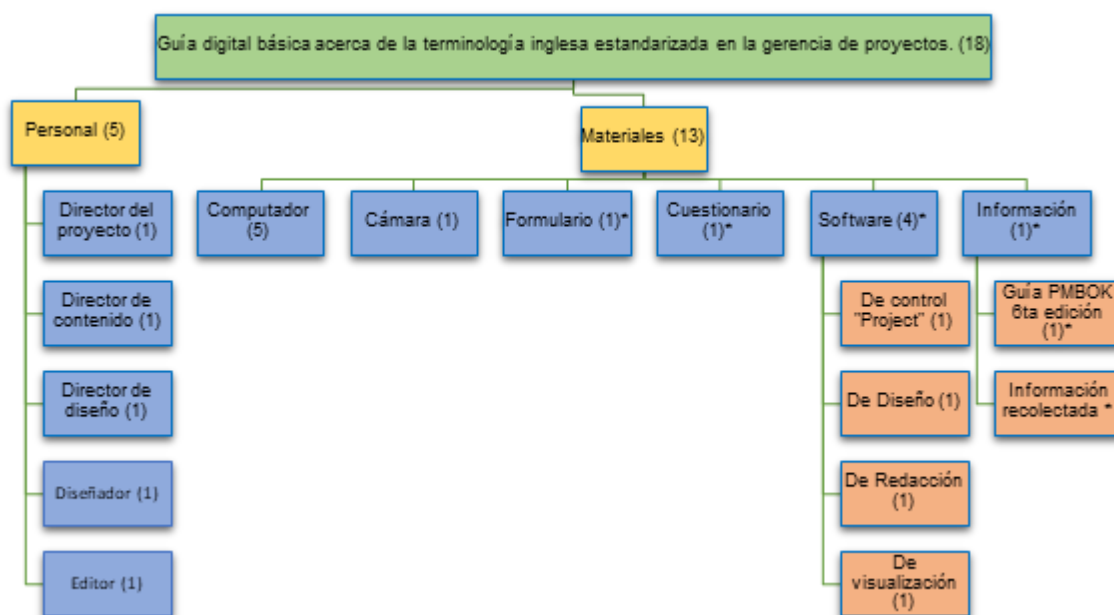 Guía digital básica acerca de la terminología inglesa estandarizada en la gerencia de proyectos. (18)
Personal (5)
Materiales (13)
Director del
proyecto (1)
Director de
contenido (1)
Director de
diseño (1)
Diseñador (1)
Editor (1)
Computador
(5)
Cámara (1)
Formulario (1)*
Cuestionario
(1)*
Software (4)*
De control
"Project" (1)
De Diseño (1)
De Redacción
(1)
De
visualización
(1)
Información
(1)*
Guía PMBOK
6ta edición
(1)*
Información
recolectada *